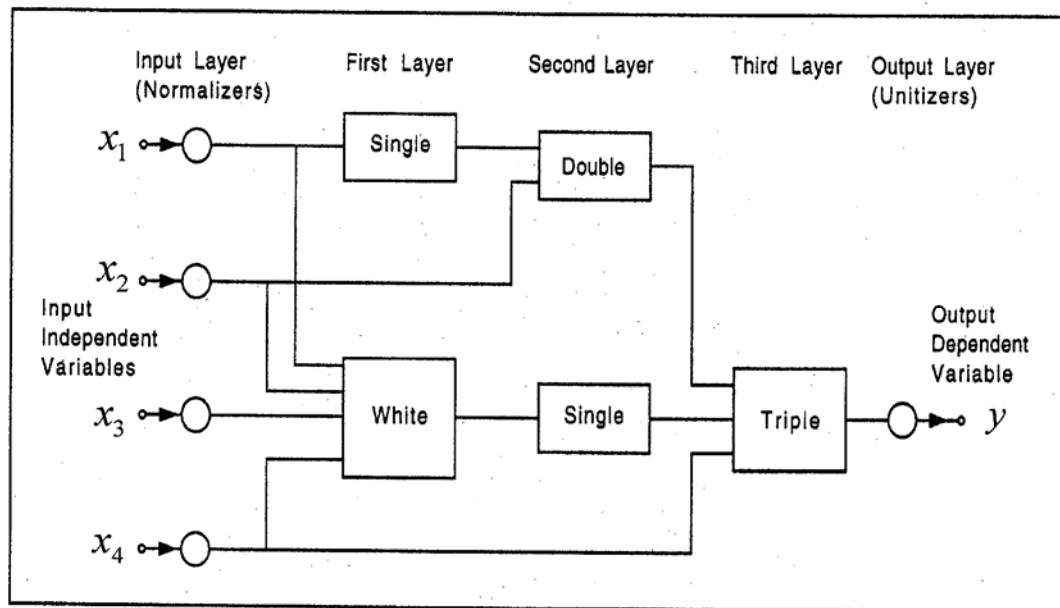 Input Layer
(Normalizers)
First Layer
Second Layer
Third Layer
Output Layer
(Unitizers)
x1
Single
Double
x2
Input
Independent
Variables
Output
Dependent
Variable
x3
White
Single
Triple
y
x4